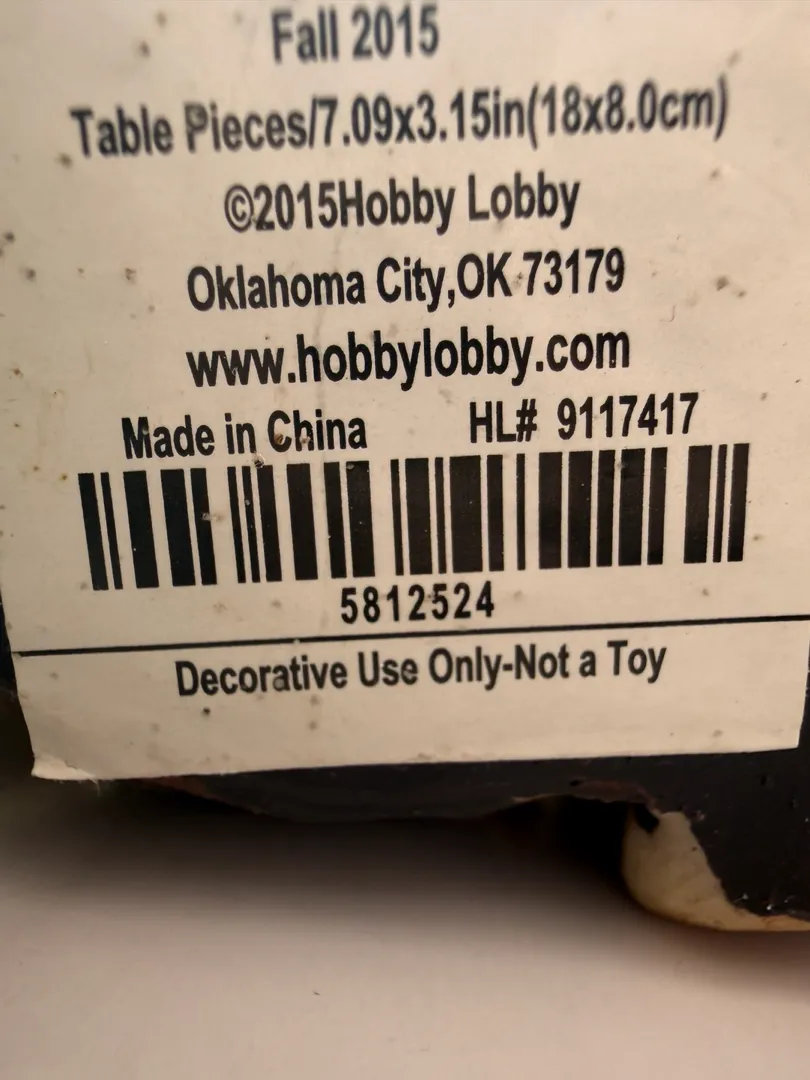 Fall 2015
Table Pieces/7.09x3.15in(18x8.0cm)
©2015Hobby Lobby
Oklahoma City,OK 73179
www.hobbylobby.com
Made in China HL# 9117417
5812524
Decorative Use Only-Not a Toy